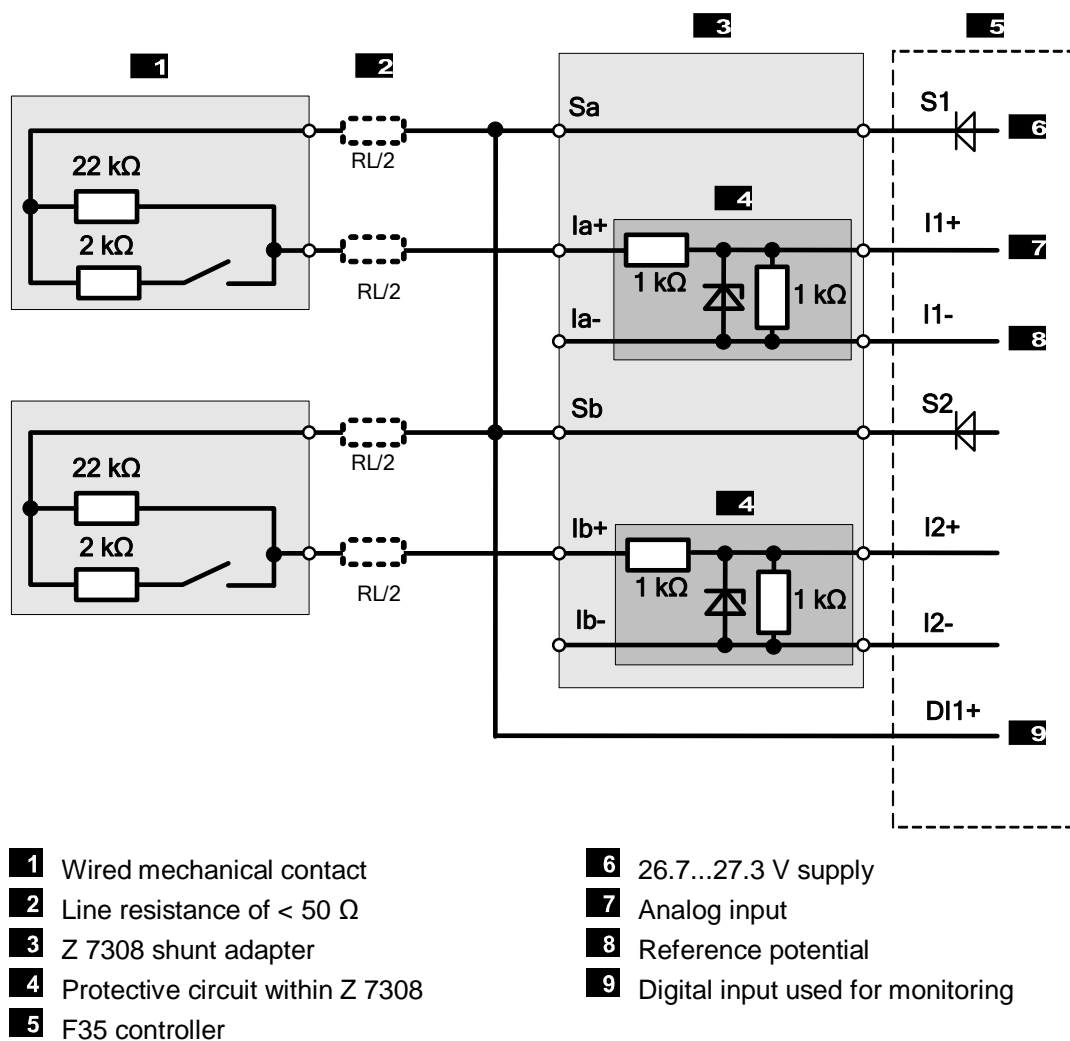 3
5
1
2
Sa
S1
6
RL/2
22 kΩ
4
Ia+
I1+
7
2 kΩ
RL/2
1 kΩ
1 kΩ
Ia-
I1-
8
Sb
S2
RL/2
22 kΩ
4
Ib+
I2+
2 kΩ
RL/2
1 kΩ
1 kΩ
Ib-
I2-
DI1+
9
1 Wired mechanical contact
2 Line resistance of < 50 Ω
3 Z 7308 shunt adapter
4 Protective circuit within Z 7308
5 F35 controller
6 26.7...27.3 V supply
7 Analog input
8 Reference potential
9 Digital input used for monitoring